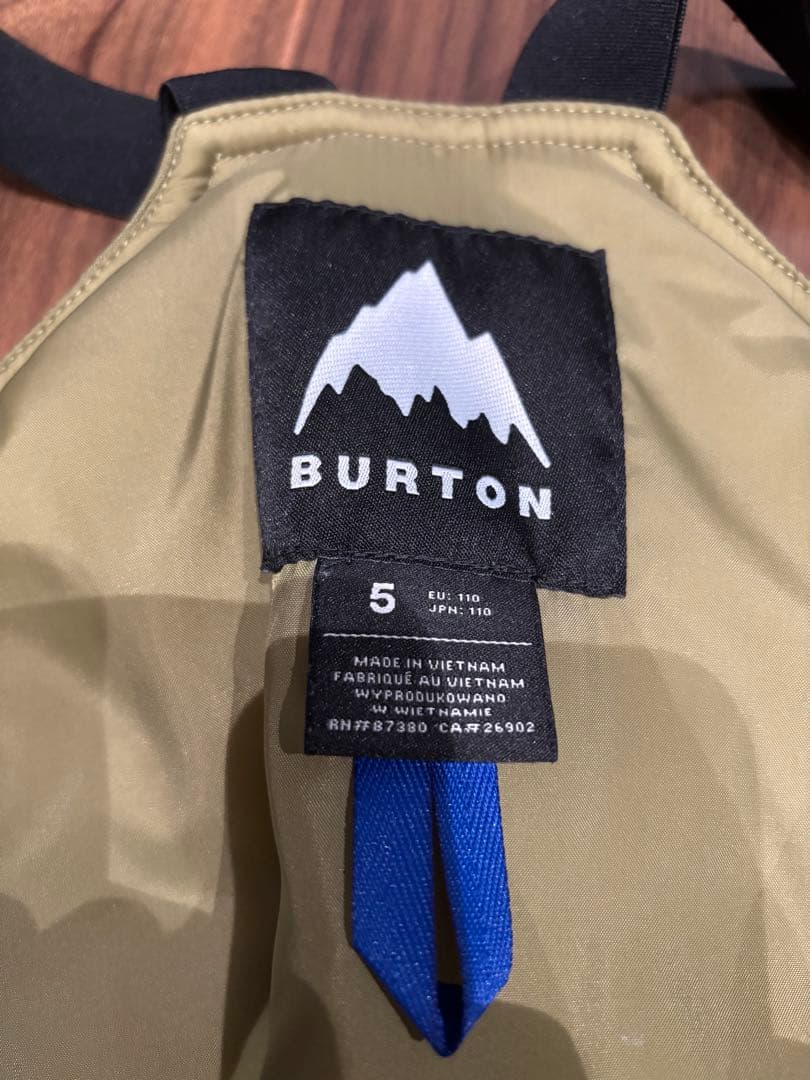 BURTON
5
EU: 110
JPN: 110
MADE IN VIETNAM
FABRIQUÉ AU VIETNAM
WYPRODUKOWANO
W WIETNAMIE
RN#87380 CA#26902